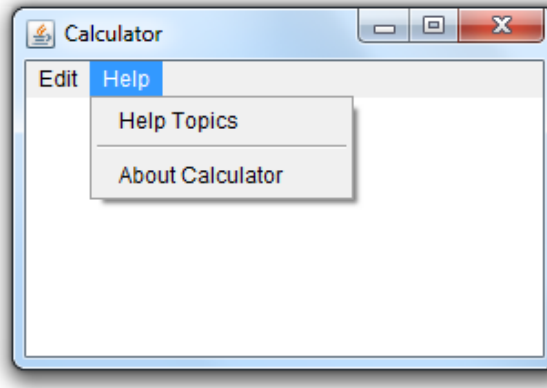 Calculator
Edit Help
Help Topics
About Calculator